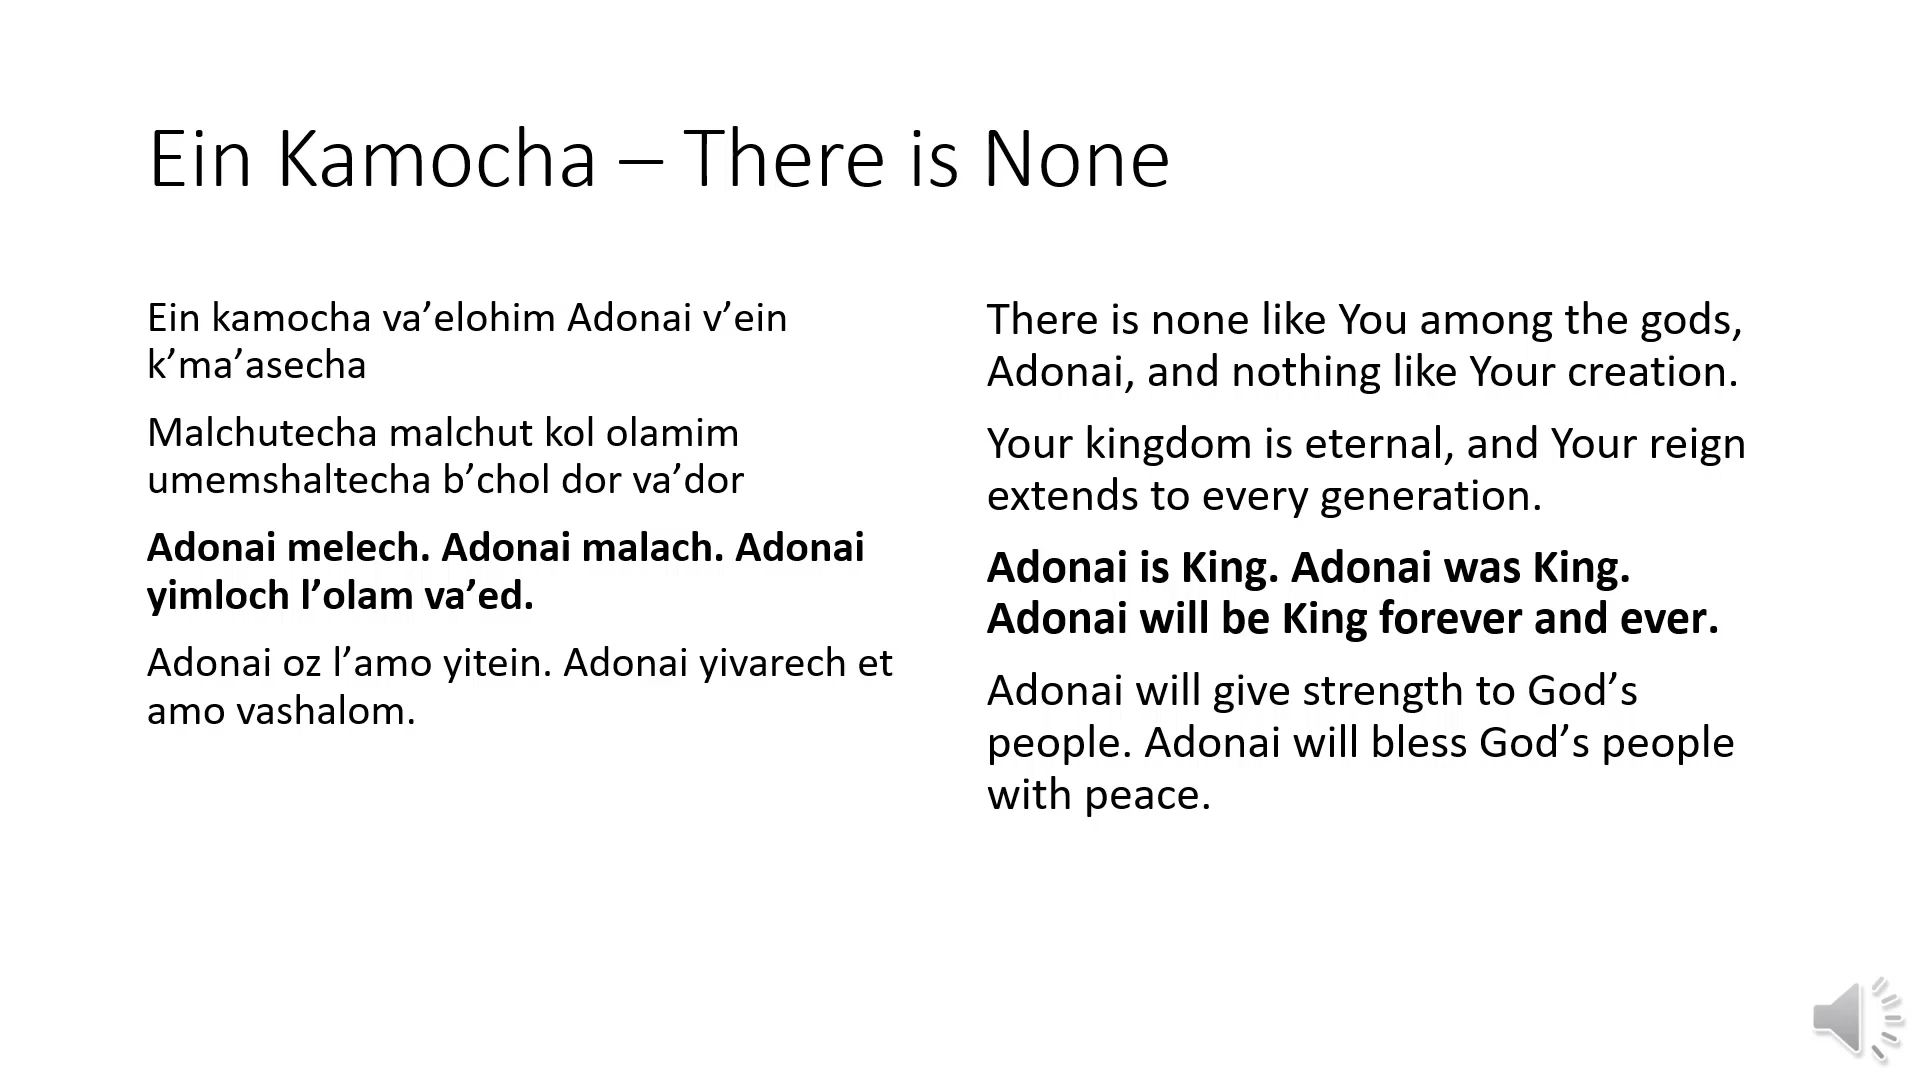 Ein Kamocha – There is None
Ein kamocha va’elohim Adonai v’ein
k’ma’asecha
Malchutecha malchut kol olamim
umemshaltecha b’chol dor va’dor
Adonai melech. Adonai malach. Adonai
yimloch l’olam va’ed.
Adonai oz l’amo yitein. Adonai yivarech et
amo vashalom.
There is none like You among the gods,
Adonai, and nothing like Your creation.
Your kingdom is eternal, and Your reign
extends to every generation.
Adonai is King. Adonai was King.
Adonai will be King forever and ever.
Adonai will give strength to God’s
people. Adonai will bless God’s people
with peace.